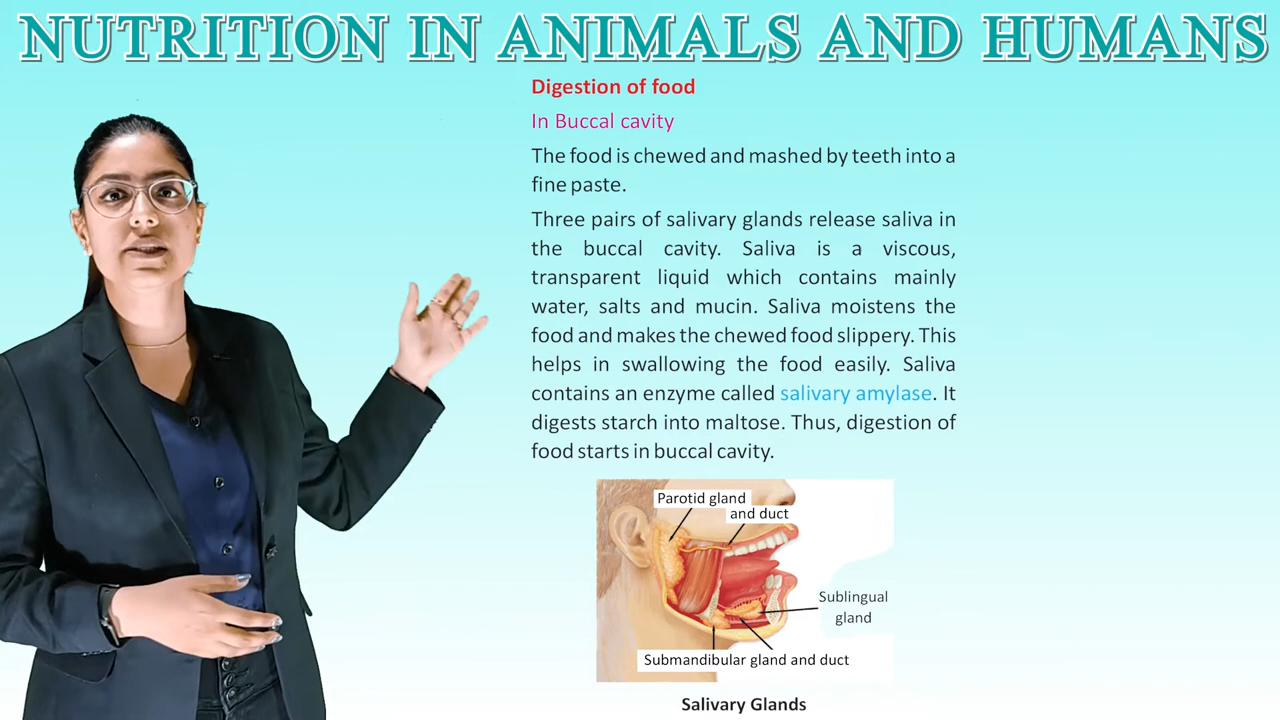 NUTRITION IN ANIMALS AND HUMANS
Digestion of food
In Buccal cavity
The food is chewed and mashed by teeth into a
fine paste.
Three pairs of salivary glands release saliva in
the buccal cavity. Saliva is a viscous,
transparent liquid which contains mainly
water, salts and mucin. Saliva moistens the
food and makes the chewed food slippery. This
helps in swallowing the food easily. Saliva
contains an enzyme called salivary amylase. It
digests starch into maltose. Thus, digestion of
food starts in buccal cavity.
Parotid gland
and duct
Sublingual
gland
Submandibular gland and duct
Salivary Glands